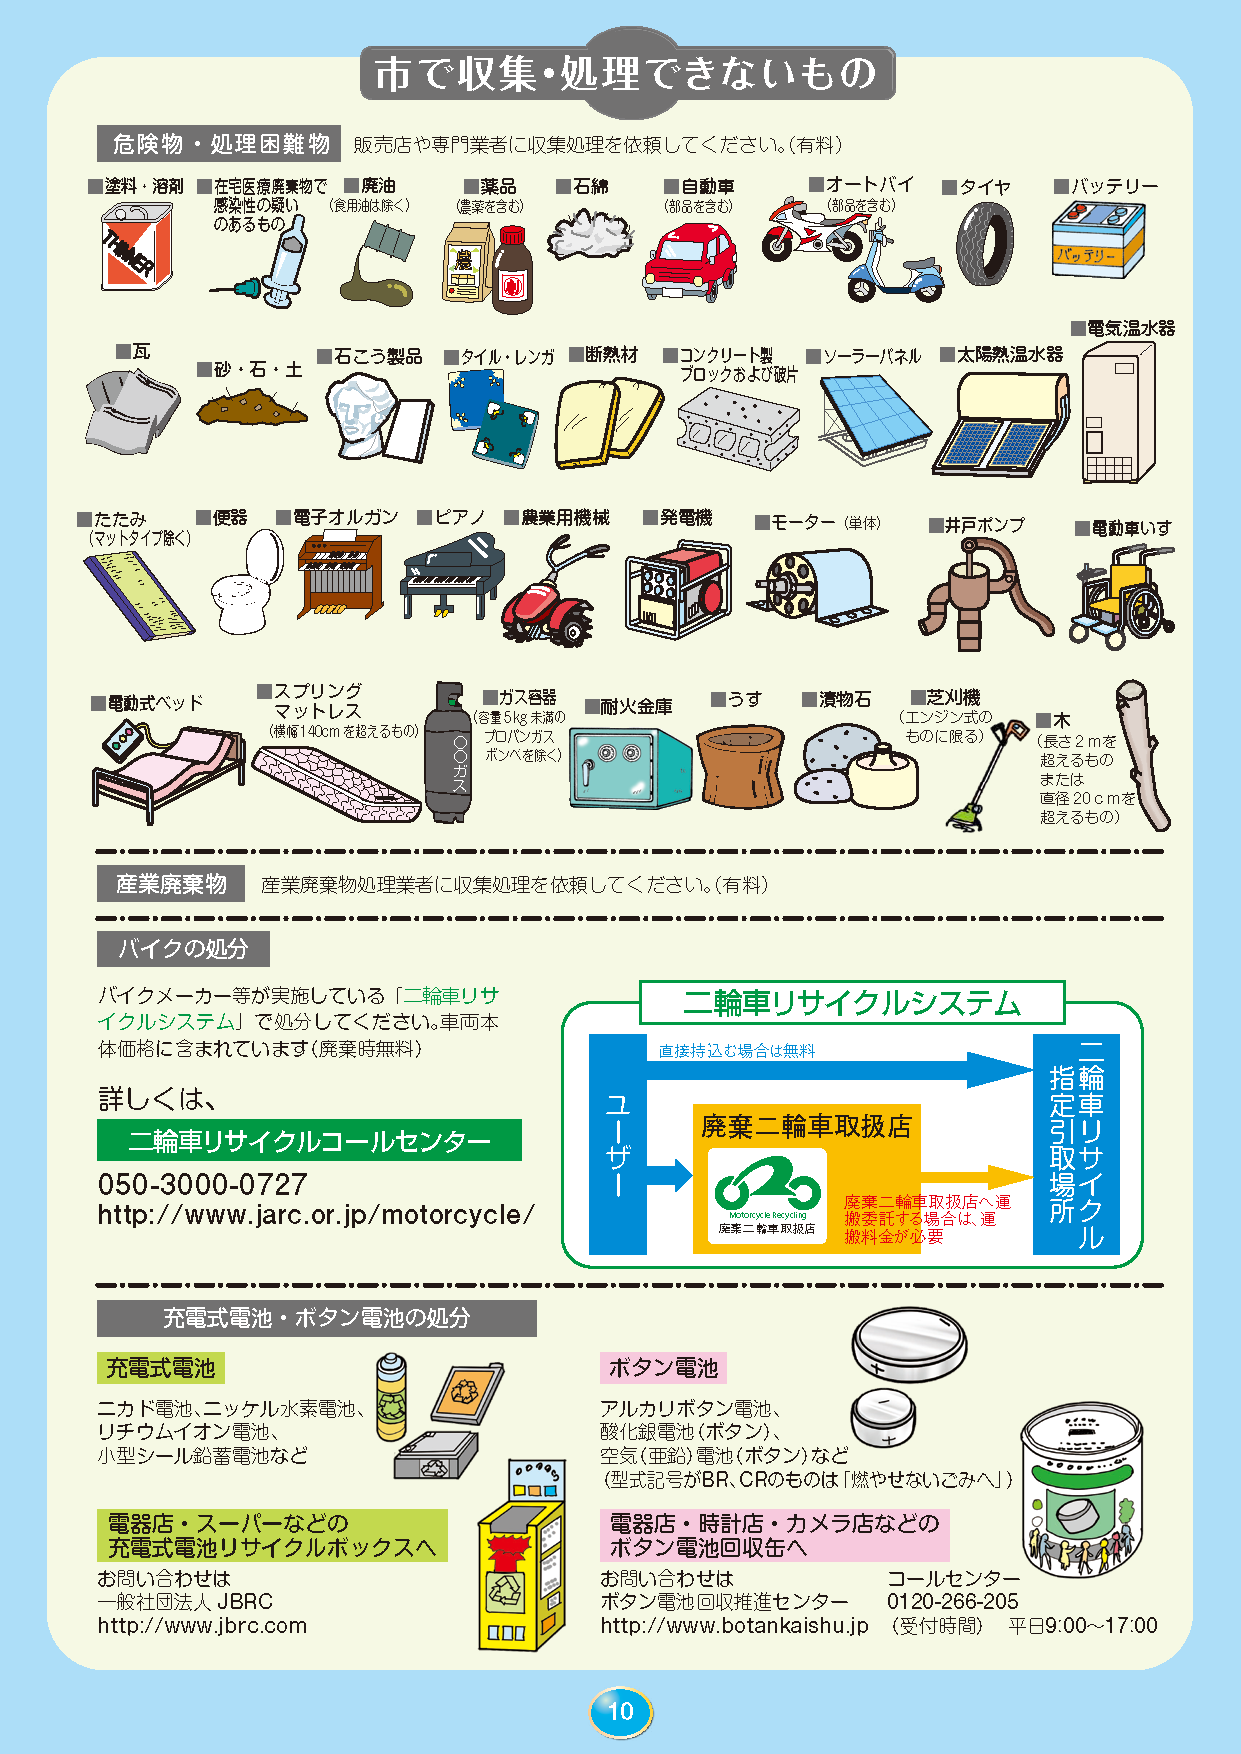 市で収集・処理できないもの
危険物・処理困難物　販売店や専門業者に収集処理を依頼してください。（有料）
■塗料・溶剤
THINNER
■在宅医療廃棄物で
感染性の疑い
のあるもの
■廃油
（食用油は除く）
■薬品
（農薬を含む）
農
■石綿
■自動車
（部品を含む）
■オートバイ
（部品を含む）
■タイヤ
■バッテリー
バッテリー
■瓦
■砂・石・土
■石こう製品
■タイル・レンガ
■断熱材
■コンクリート製
ブロックおよび破片
■ソーラーパネル
■太陽熱温水器
■電気温水器
■たたみ
（マットタイプ除く）
■便器
■電子オルガン
■ピアノ
■農業用機械
■発電機
■モーター（単体）
■井戸ポンプ
■電動車いす
■電動式ベッド
■スプリング
マットレス
（横幅140cmを超えるもの）
〇〇ガス
■ガス容器
（容量5kg未満の
プロパンガス
ボンベを除く）
■耐火金庫
■うす
■漬物石
■芝刈機
（エンジン式の
ものに限る）
■木
（長さ2mを
超えるもの
または
直径20cmを
超えるもの）
産業廃棄物　産業廃棄物処理業者に収集処理を依頼してください。（有料）
バイクの処分
バイクメーカー等が実施している「二輪車リサ
イクルシステム」で処分してください。車両本
体価格に含まれています（廃棄時無料）
詳しくは、
二輪車リサイクルコールセンター
050-3000-0727
http://www.jarc.or.jp/motorcycle/
二輪車リサイクルシステム
ユーザー
直接持込む場合は無料
廃棄二輪車取扱店
Motorcycle Recycling
廃棄二輪車取扱店
廃棄二輪車取扱店へ運
搬委託する場合は、運
搬料金が必要
二輪車リサイクル
指定引取場所
充電式電池・ボタン電池の処分
充電式電池
ニカド電池、ニッケル水素電池、
リチウムイオン電池、
小型シール鉛蓄電池など
電器店・スーパーなどの
充電式電池リサイクルボックスへ
お問い合わせは
一般社団法人JBRC
http://www.jbrc.com
ボタン電池
アルカリボタン電池、
酸化銀電池（ボタン）、
空気（亜鉛）電池（ボタン）など
（型式記号がBR、CRのものは「燃やせないごみへ」）
電器店・時計店・カメラ店などの
ボタン電池回収缶へ
お問い合わせは
ボタン電池回収推進センター
http://www.botankaishu.jp
コールセンター
0120-266-205
（受付時間）　平日9:00〜17:00
10